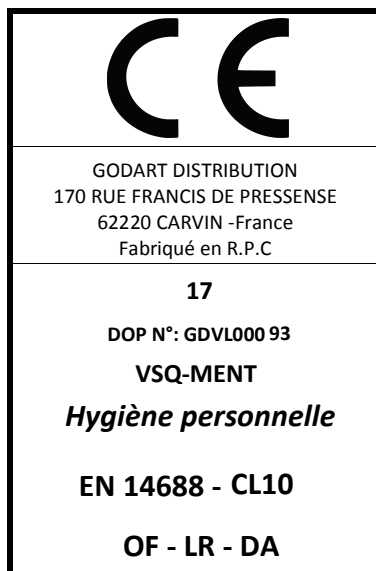 CE
GODART DISTRIBUTION
170 RUE FRANCIS DE PRESSENSE
62220 CARVIN -France
Fabriqué en R.P.C
17
DOP N°: GDVL000 93
VSQ-MENT
Hygiène personnelle
EN 14688 - CL10
OF - LR - DA